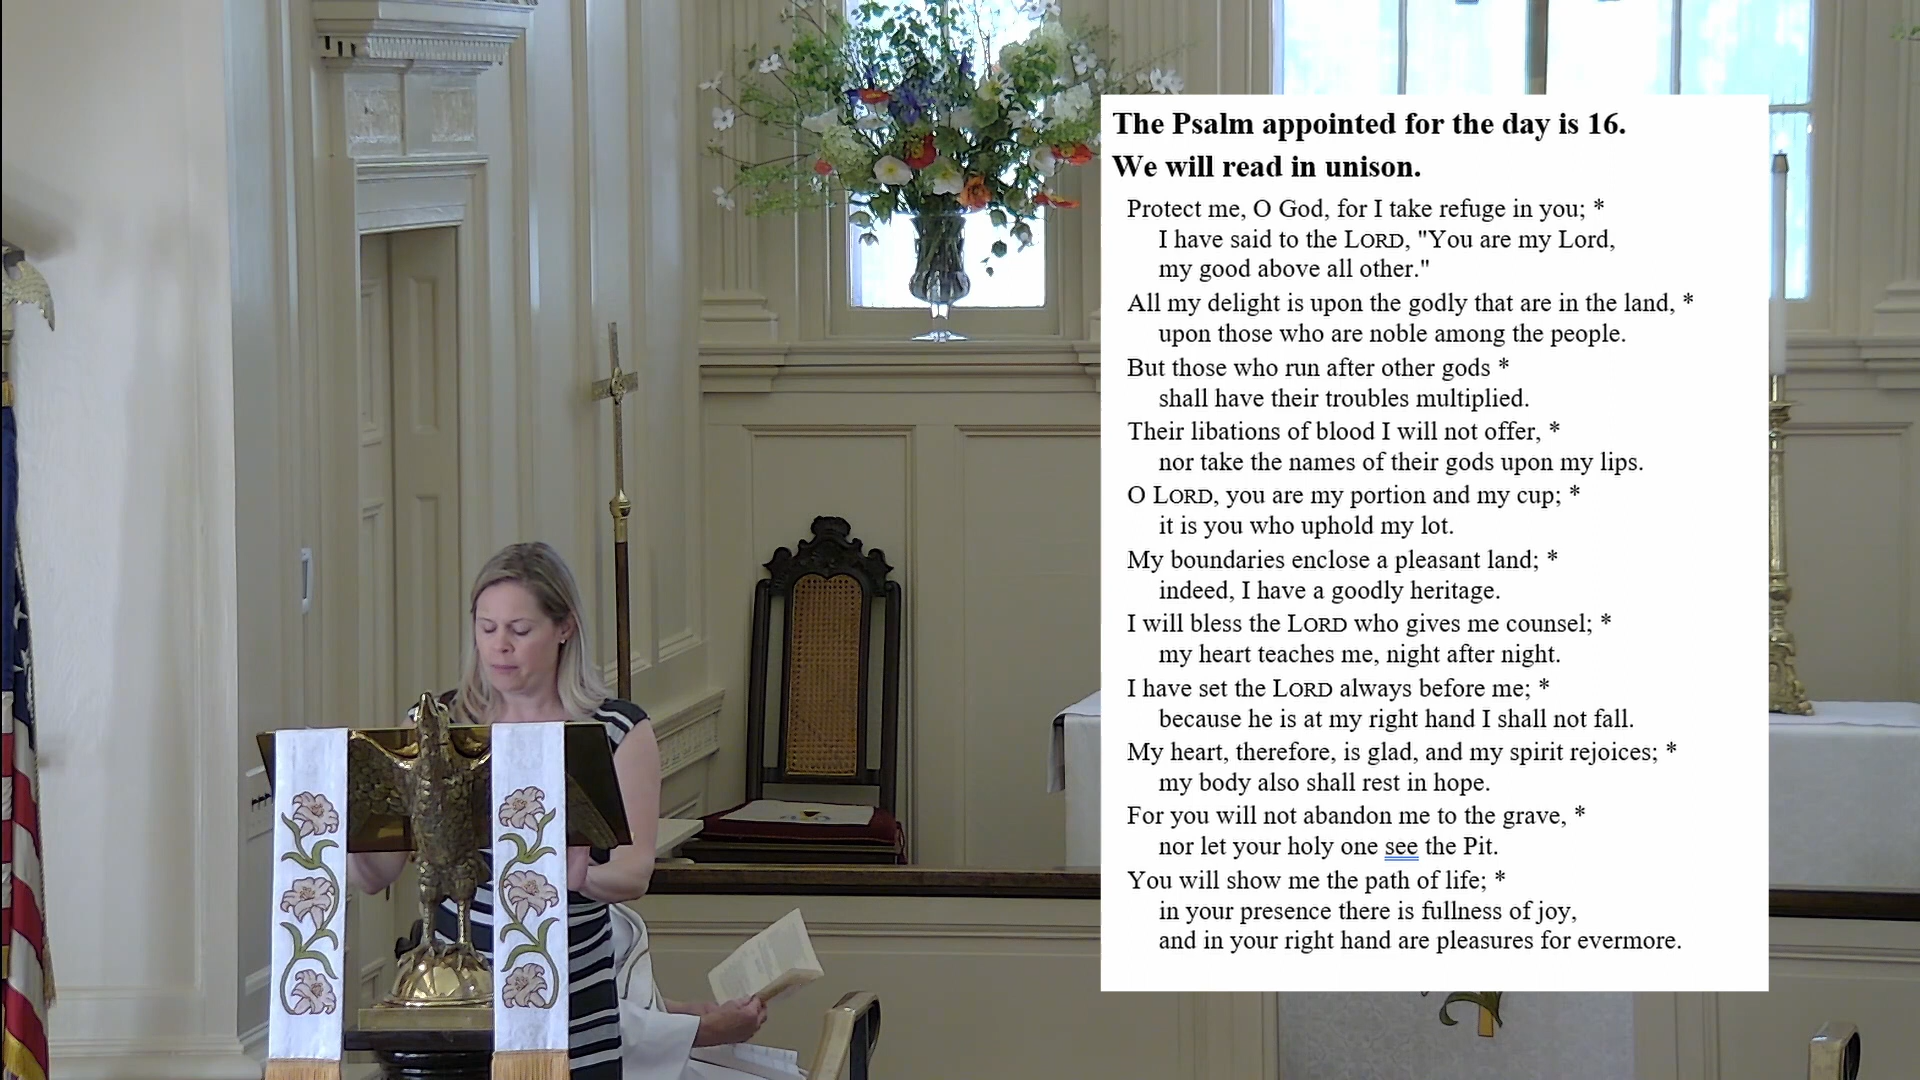 The Psalm appointed for the day is 16.
We will read in unison.
Protect me, O God, for I take refuge in you; *
I have said to the LORD, "You are my Lord,
my good above all other."
All my delight is upon the godly that are in the land, *
upon those who are noble among the people.
But those who run after other gods *
shall have their troubles multiplied.
Their libations of blood I will not offer, *
nor take the names of their gods upon my lips.
O LORD, you are my portion and my cup; *
it is you who uphold my lot.
My boundaries enclose a pleasant land; *
indeed, I have a goodly heritage.
I will bless the LORD who gives me counsel; *
my heart teaches me, night after night.
I have set the LORD always before me; *
because he is at my right hand I shall not fall.
My heart, therefore, is glad, and my spirit rejoices; *
my body also shall rest in hope.
For you will not abandon me to the grave, *
nor let your holy one see the Pit.
You will show me the path of life; *
in your presence there is fullness of joy,
and in your right hand are pleasures for evermore.